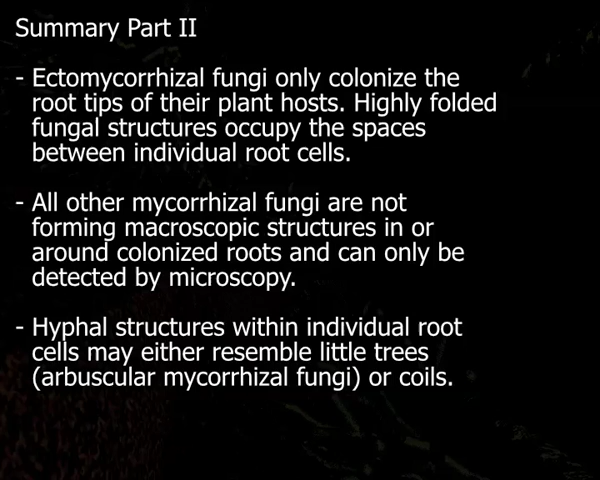 Summary Part II
- Ectomycorrhizal fungi only colonize the
root tips of their plant hosts. Highly folded
fungal structures occupy the spaces
between individual root cells.
- All other mycorrhizal fungi are not
forming macroscopic structures in or
around colonized roots and can only be
detected by microscopy.
- Hyphal structures within individual root
cells may either resemble little trees
(arbuscular mycorrhizal fungi) or coils.